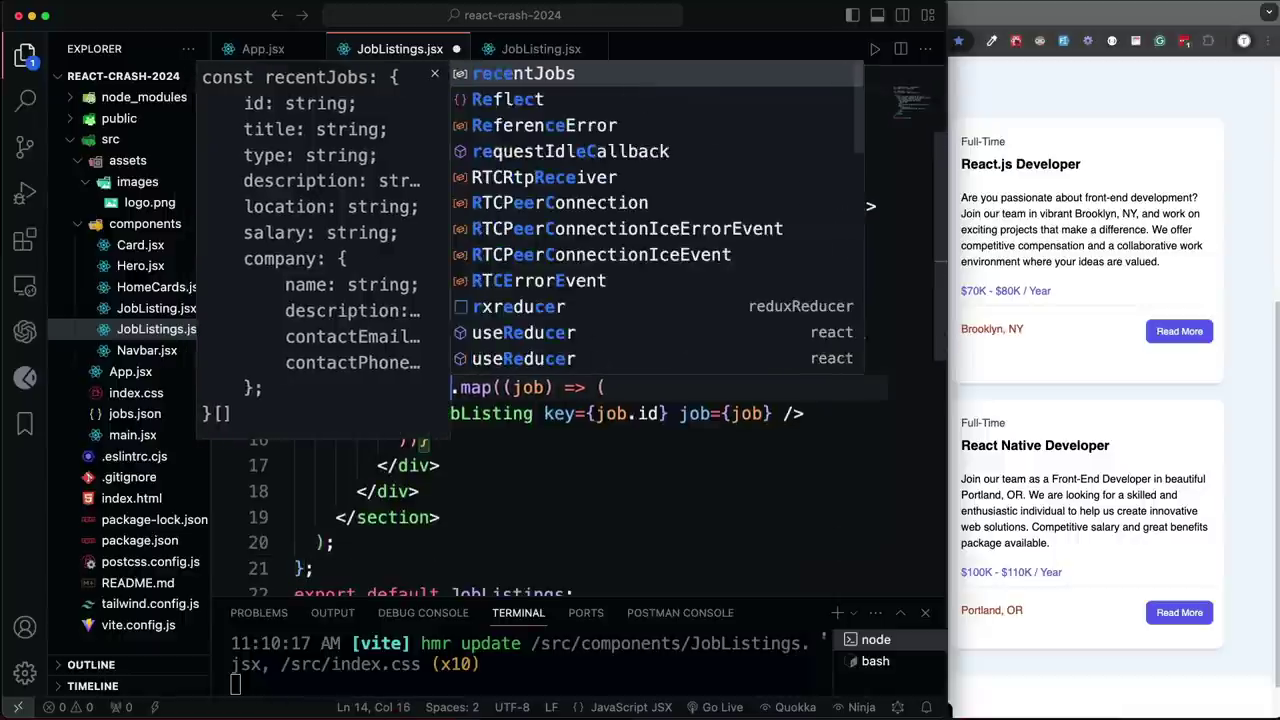 react-crash-2024
EXPLORER
App.jsx
JobListings.jsx
JobListing.jsx
REACT-CRASH-2024
node_modules
public
src
assets
images
logo.png
components
Card.jsx
Hero.jsx
HomeCards.js
JobListing.jsx
JobListings.js
Navbar.jsx
App.jsx
index.css
jobs.json
main.jsx
.eslintrc.cjs
.gitignore
index.html
package-lock.json
package.json
postcss.config.js
README.md
tailwind.config.js
vite.config.js
OUTLINE
TIMELINE
const recentJobs: {
id: string;
title: string;
type: string;
description: str…
location: string;
salary: string;
company: {
name: string;
description:…
contactEmail…
contactPhone…
};
}[]
recentJobs
Reflect
ReferenceError
requestIdleCallback
RTCRtpReceiver
RTCPeerConnection
RTCPeerConnectionIceErrorEvent
RTCPeerConnectionIceEvent
RTCErrorEvent
rxreducer reduxReducer
useReducer react
useReducer react
>
.map((job) => (
bListing key={job.id} job={job} />
16 ))}
17 </div>
18 </div>
19 </section>
20 );
21 };
22 export default JobListings;
PROBLEMS OUTPUT DEBUG CONSOLE TERMINAL PORTS POSTMAN CONSOLE
11:10:17 AM [vite] hmr update /src/components/JobListings.
jsx, /src/index.css (x10)
node
bash
0 0 0 Ln 14, Col 16 Spaces: 2 UTF-8 LF {} JavaScript JSX Go Live Quokka Ninja
Full-Time
React.js Developer
Are you passionate about front-end development?
Join our team in vibrant Brooklyn, NY, and work on
exciting projects that make a difference. We offer
competitive compensation and a collaborative work
environment where your ideas are valued.
$70K - $80K / Year
Brooklyn, NY
Read More
Full-Time
React Native Developer
Join our team as a Front-End Developer in beautiful
Portland, OR. We are looking for a skilled and
enthusiastic individual to help us create innovative
web solutions. Competitive salary and great benefits
package available.
$100K - $110K / Year
Portland, OR
Read More